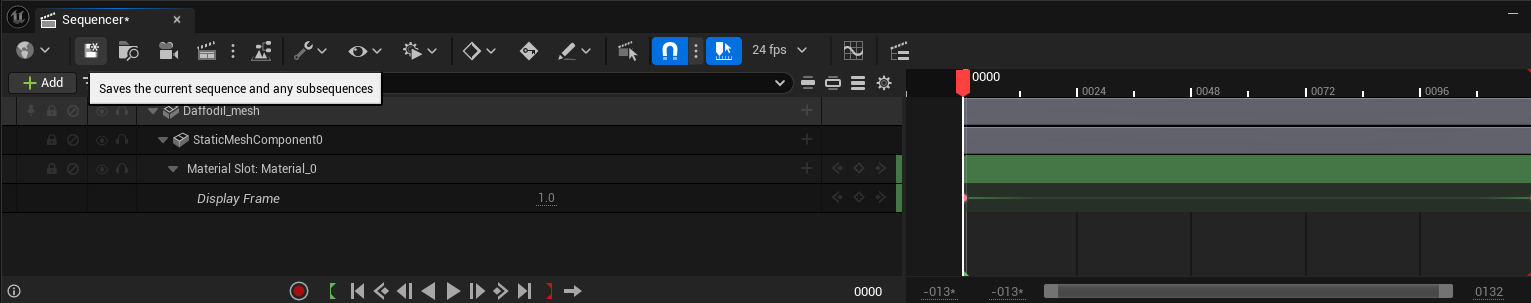 Sequencer*
24 fps
Add
Saves the current sequence and any subsequences
0000
0024
0048
0072
0096
Daffodil_mesh
StaticMeshComponent0
Material Slot: Material_0
Display Frame
1.0
0000
-013*
-013*
0132